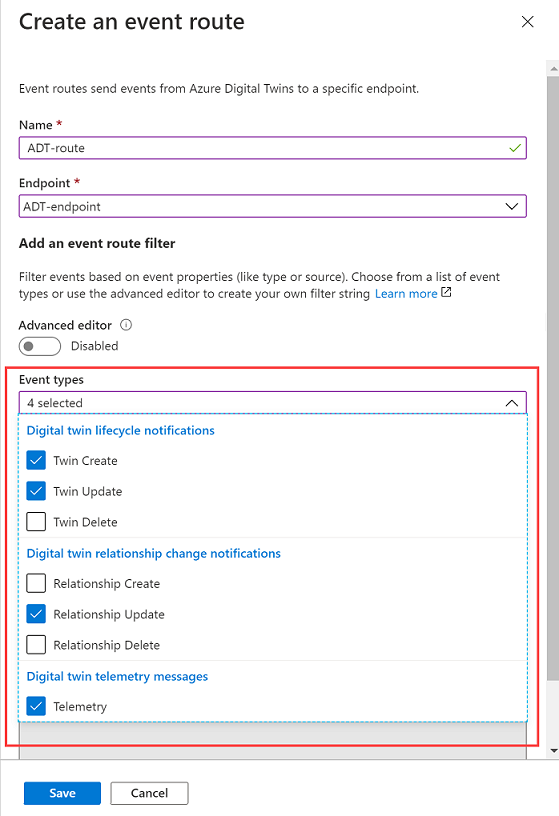 Create an event route
Event routes send events from Azure Digital Twins to a specific endpoint.
Name *
ADT-route
Endpoint *
ADT-endpoint
Add an event route filter
Filter events based on event properties (like type or source). Choose from a list of event
types or use the advanced editor to create your own filter string Learn more
Advanced editor
Disabled
Event types
4 selected
Digital twin lifecycle notifications
Twin Create
Twin Update
Twin Delete
Digital twin relationship change notifications
Relationship Create
Relationship Update
Relationship Delete
Digital twin telemetry messages
Telemetry
Save Cancel